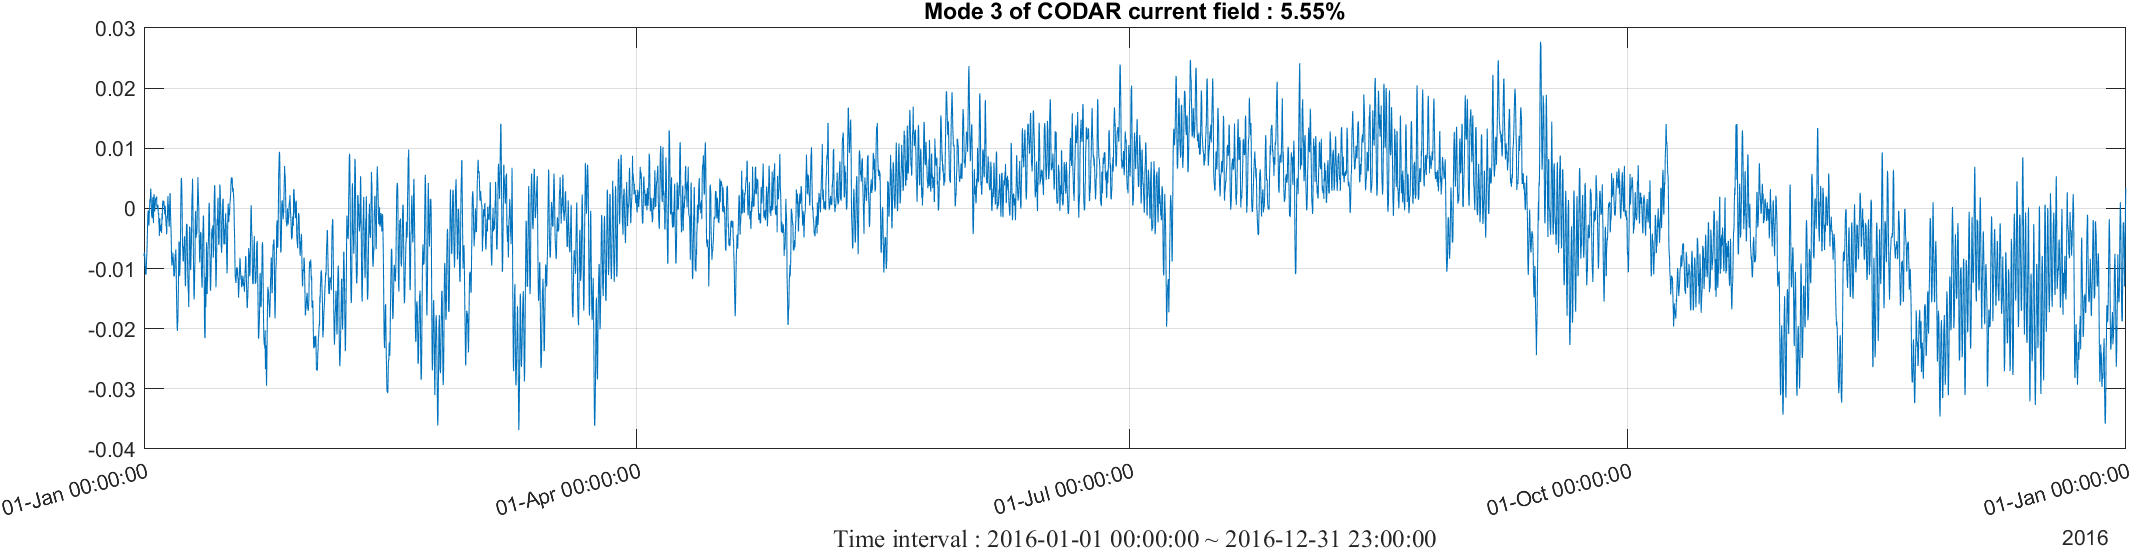 Mode 3 of CODAR current field : 5.55%
0.03
0.02
0.01
0
-0.01
-0.02
-0.03
-0.04
01-Jan 00:00:00
01-Apr 00:00:00
01-Jul 00:00:00
01-Oct 00:00:00
01-Jan 00:00:00
2016
Time interval : 2016-01-01 00:00:00 ~ 2016-12-31 23:00:00